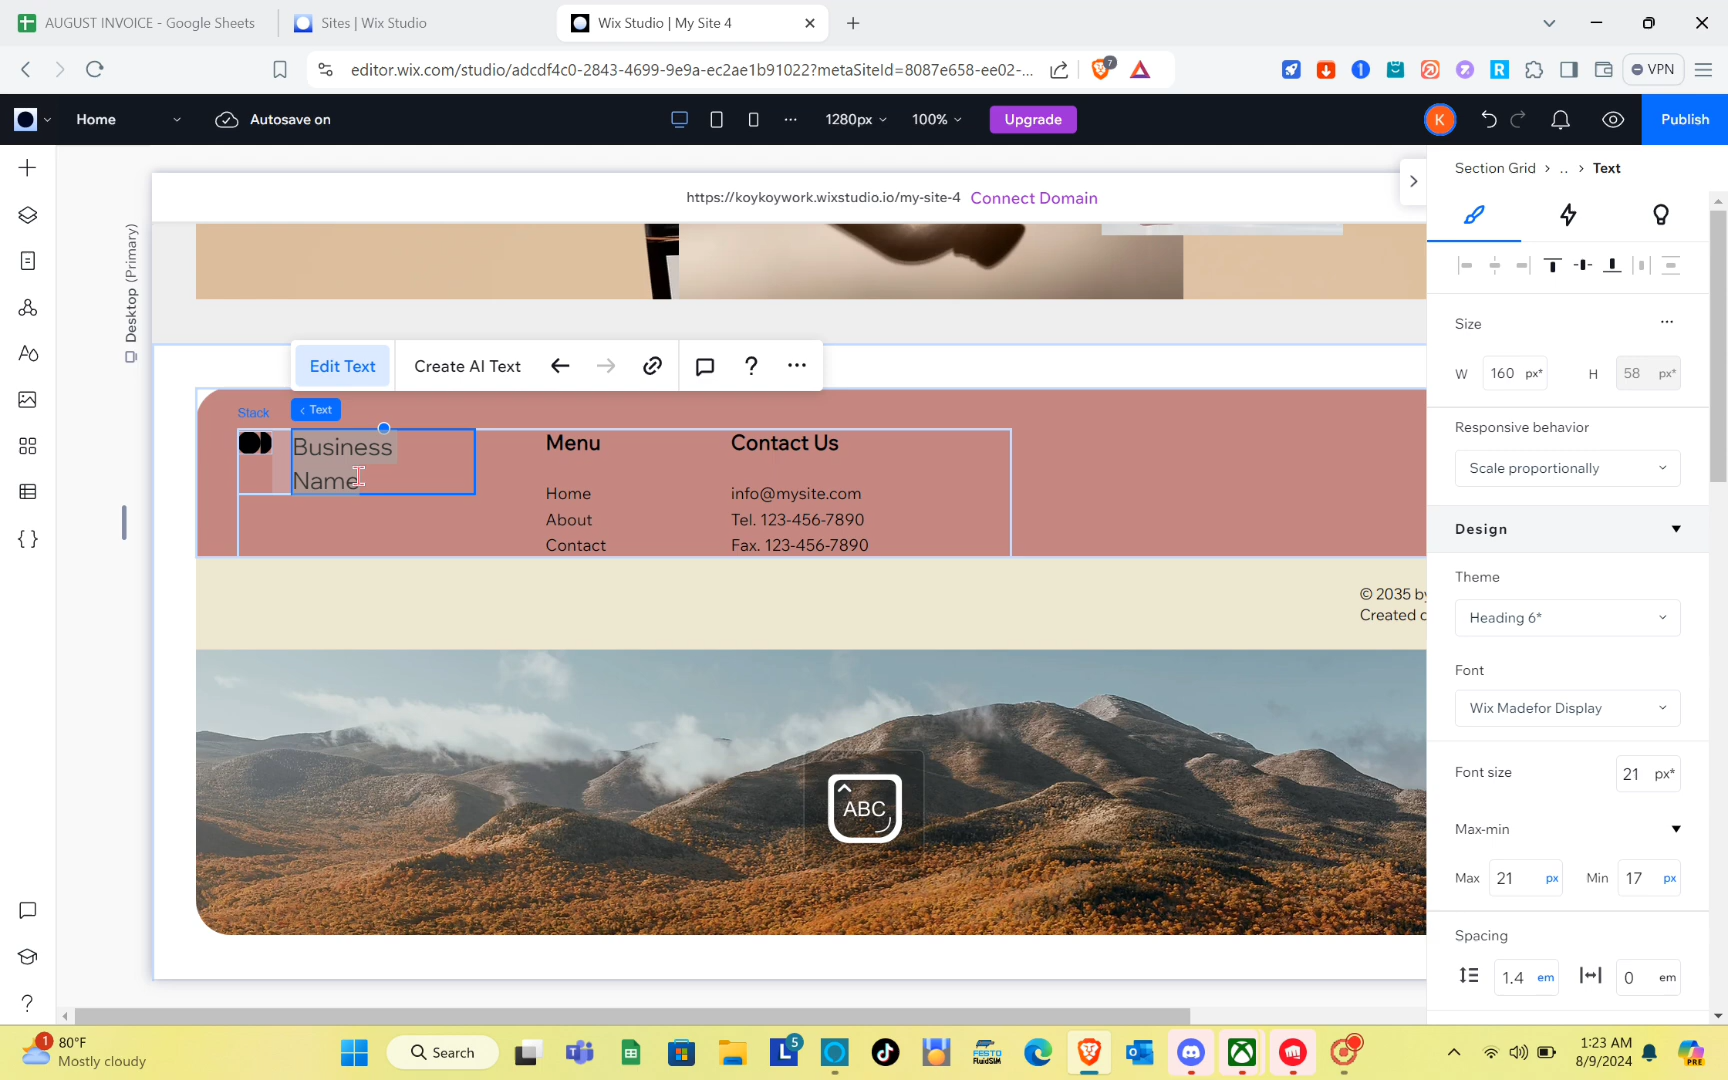 AUGUST INVOICE - Google Sheets
Sites | Wix Studio
Wix Studio | My Site 4
editor.wix.com/studio/adcdf4c0-2843-4699-9e9a-ec2ae1b91022?metaSiteId=8087e658-ee02-...
7
VPN
Home
Autosave on
1280px
100%
Upgrade
K
Publish
https://koykoywork.wixstudio.io/my-site-4 Connect Domain
Section Grid > .. > Text
Desktop (Primary)
Edit Text
Create AI Text
Stack
Text
Business
Name
Menu
Home
About
Contact
Contact Us
info@mysite.com
Tel. 123-456-7890
Fax. 123-456-7890
© 2035 by
Created
ABC
Size
W 160 px*
H 58 px*
Responsive behavior
Scale proportionally
Design
Theme
Heading 6*
Font
Wix Madefor Display
Font size
21 px*
Max-min
Max 21 px
Min 17 px
Spacing
1.4 em
0 em
1
80°F
Mostly cloudy
Search
L
5
FESTO
FluidSIM
1:23 AM
8/9/2024
PRE